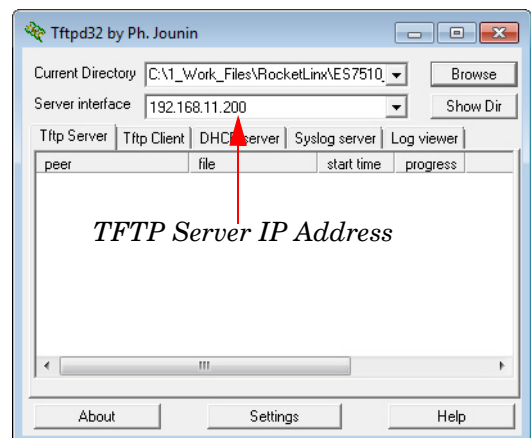 Tftpd32 by Ph. Jounin
Current Directory C:\1_Work_Files\RocketLinx\ES7510_ Browse
Server interface 192.168.11.200 Show Dir
Tftp Server Tftp Client DHCP server Syslog server Log viewer
peer file start time progress
TFTP Server IP Address
About Settings Help